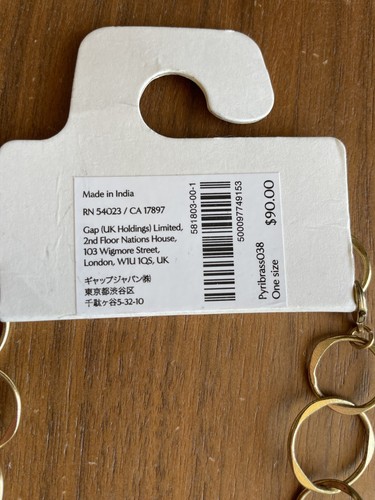 Made in India
RN 54023 / CA 17897
Gap (UK Holdings) Limited,
2nd Floor Nations House,
103 Wigmore Street,
London, W1U 1QS, UK
ギャップジャパン㈱
東京都渋谷区
千駄ヶ谷5-32-10
581803-00-1
500097749153
Pyribrass038
One size
$90.00